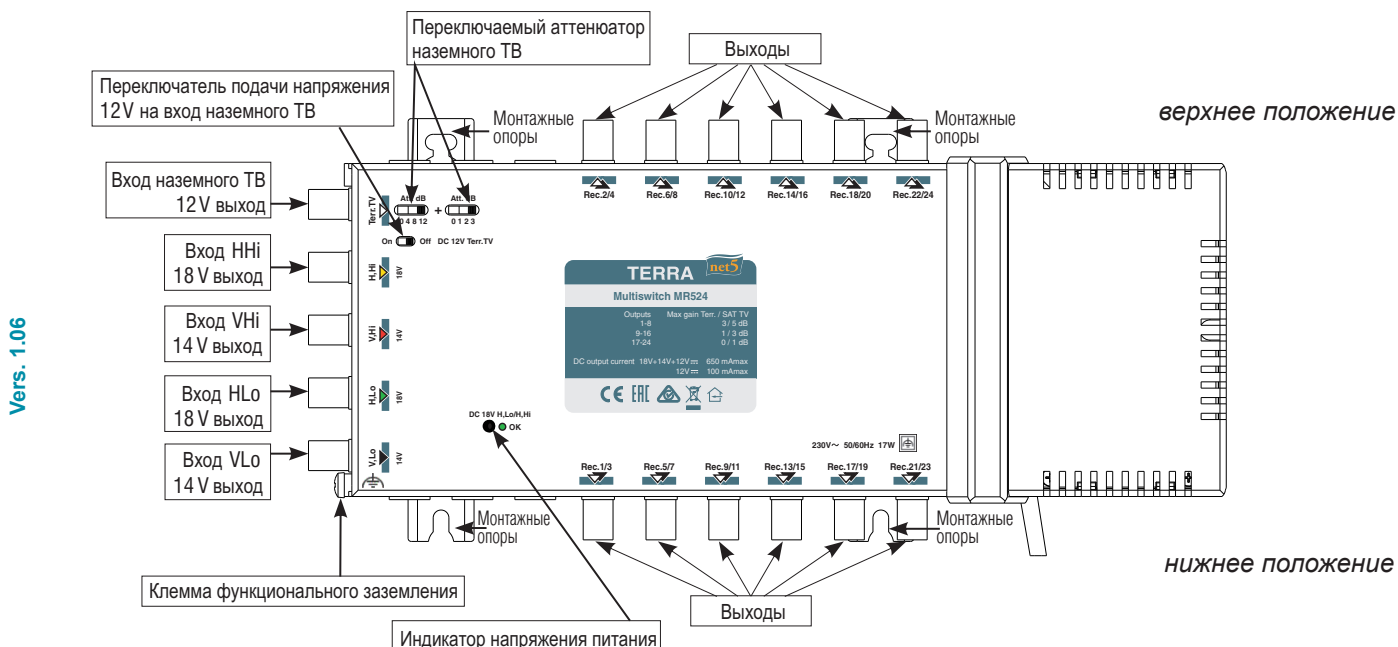 Переключаемый аттенюатор
наземного ТВ
Выходы
Переключатель подачи напряжения
12V на вход наземного ТВ
Монтажные
опоры
Монтажные
опоры
верхнее положение
Вход наземного ТВ
12V выход
Вход HHi
18V выход
Вход VHi
14V выход
Вход HLo
18V выход
Вход VLo
14V выход
Vers. 1.06
Rec.2/4
Rec.6/8
Rec.10/12
Rec.14/16
Rec.18/20
Rec.22/24
Terr.TV
Att. dB
0 4 8 12
+
Att. dB
0 1 2 3
On
Off
DC 12V Terr.TV
H,Hi
18V
V,Hi
14V
H,Lo
18V
V,Lo
14V
TERRA
net5
Multiswitch MR524
Outputs Max gain Terr. / SAT TV
1-8 3 / 5 dB
9-16 1 / 3 dB
17-24 0 / 1 dB
DC output current 18V+14V+12V⎓ 650 mAmax
12V⎓ 100 mAmax
CE EAC
DC 18V H,Lo/H,Hi
OK
230V~ 50/60Hz 17W
Rec.1/3
Rec.5/7
Rec.9/11
Rec.13/15
Rec.17/19
Rec.21/23
Монтажные
опоры
Монтажные
опоры
нижнее положение
Клемма функционального заземления
Выходы
Индикатор напряжения питания